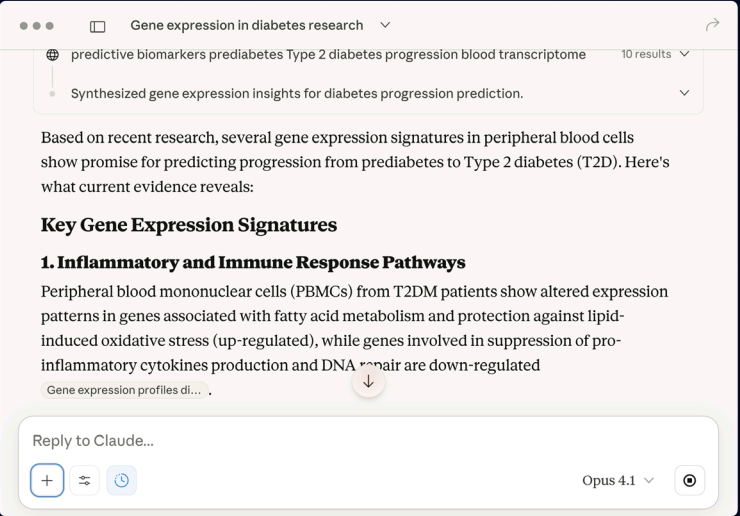 Gene expression in diabetes research
predictive biomarkers prediabetes Type 2 diabetes progression blood transcriptome
10 results
Synthesized gene expression insights for diabetes progression prediction.
Based on recent research, several gene expression signatures in peripheral blood cells
show promise for predicting progression from prediabetes to Type 2 diabetes (T2D). Here's
what current evidence reveals:
Key Gene Expression Signatures
1. Inflammatory and Immune Response Pathways
Peripheral blood mononuclear cells (PBMCs) from T2DM patients show altered expression
patterns in genes associated with fatty acid metabolism and protection against lipid-
induced oxidative stress (up-regulated), while genes involved in suppression of pro-
inflammatory cytokines production and DNA repair are down-regulated
Gene expression profiles di... .
Reply to Claude...
Opus 4.1